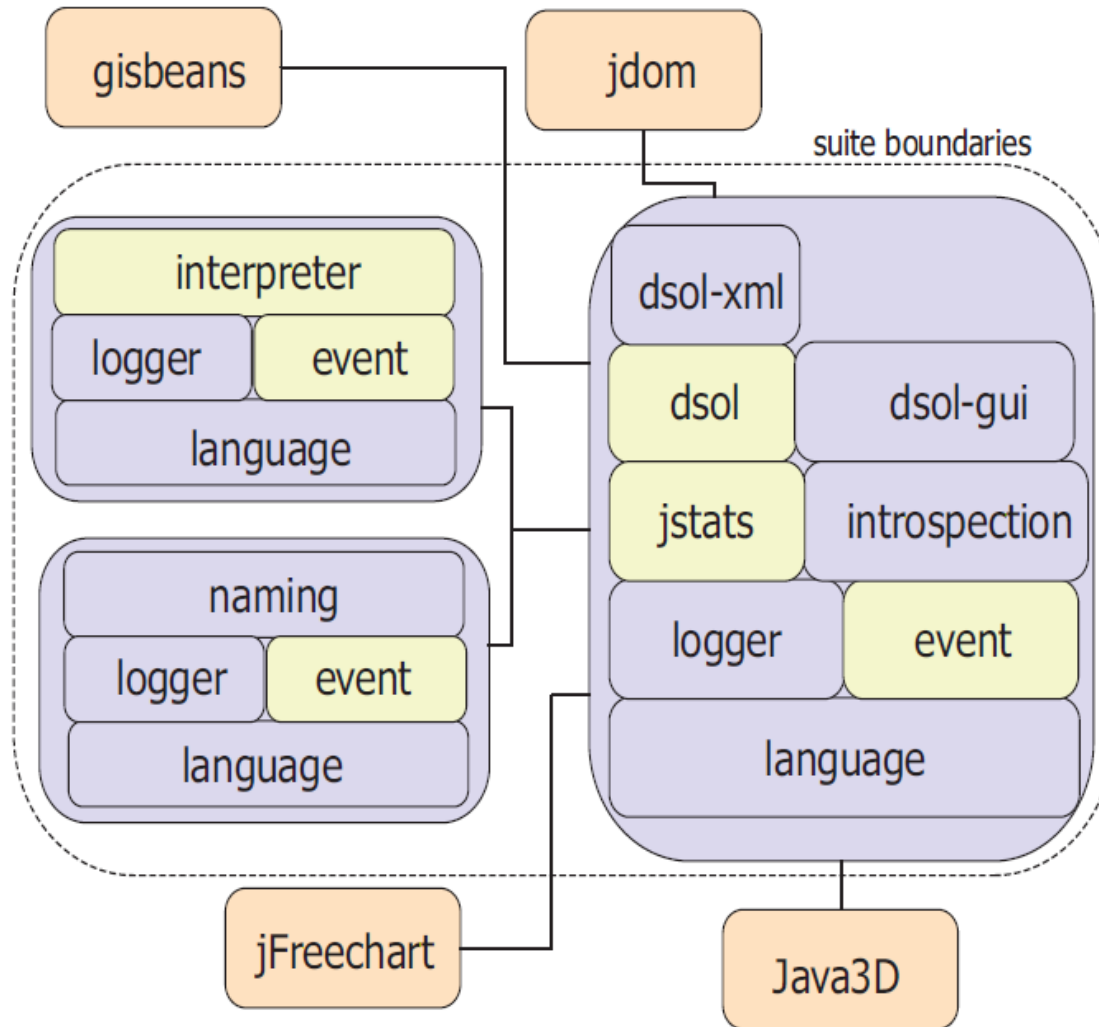 gisbeans
jdom
suite boundaries
interpreter
logger
event
language
naming
logger
event
language
dsol-xml
dsol
dsol-gui
jstats
introspection
logger
event
language
jFreechart
Java3D